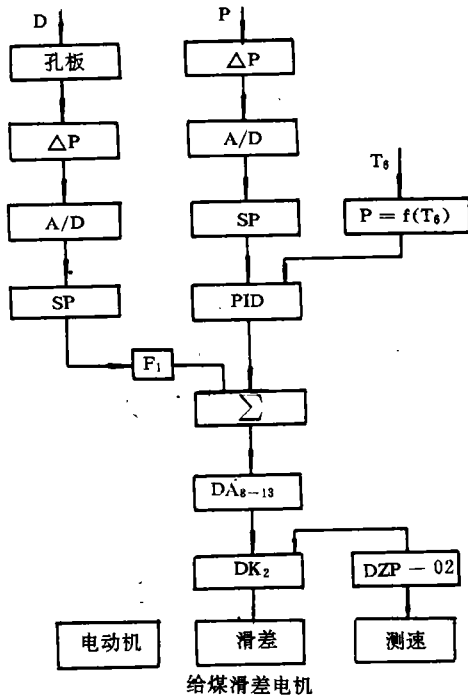 D
P
孔板
△P
△P
A/D
T₆
A/D
SP
P = f(T₆)
SP
PID
F₁
∑
DA₈₋₁₃
DK₂
DZP-02
电动机
滑差
测速
给煤滑差电机